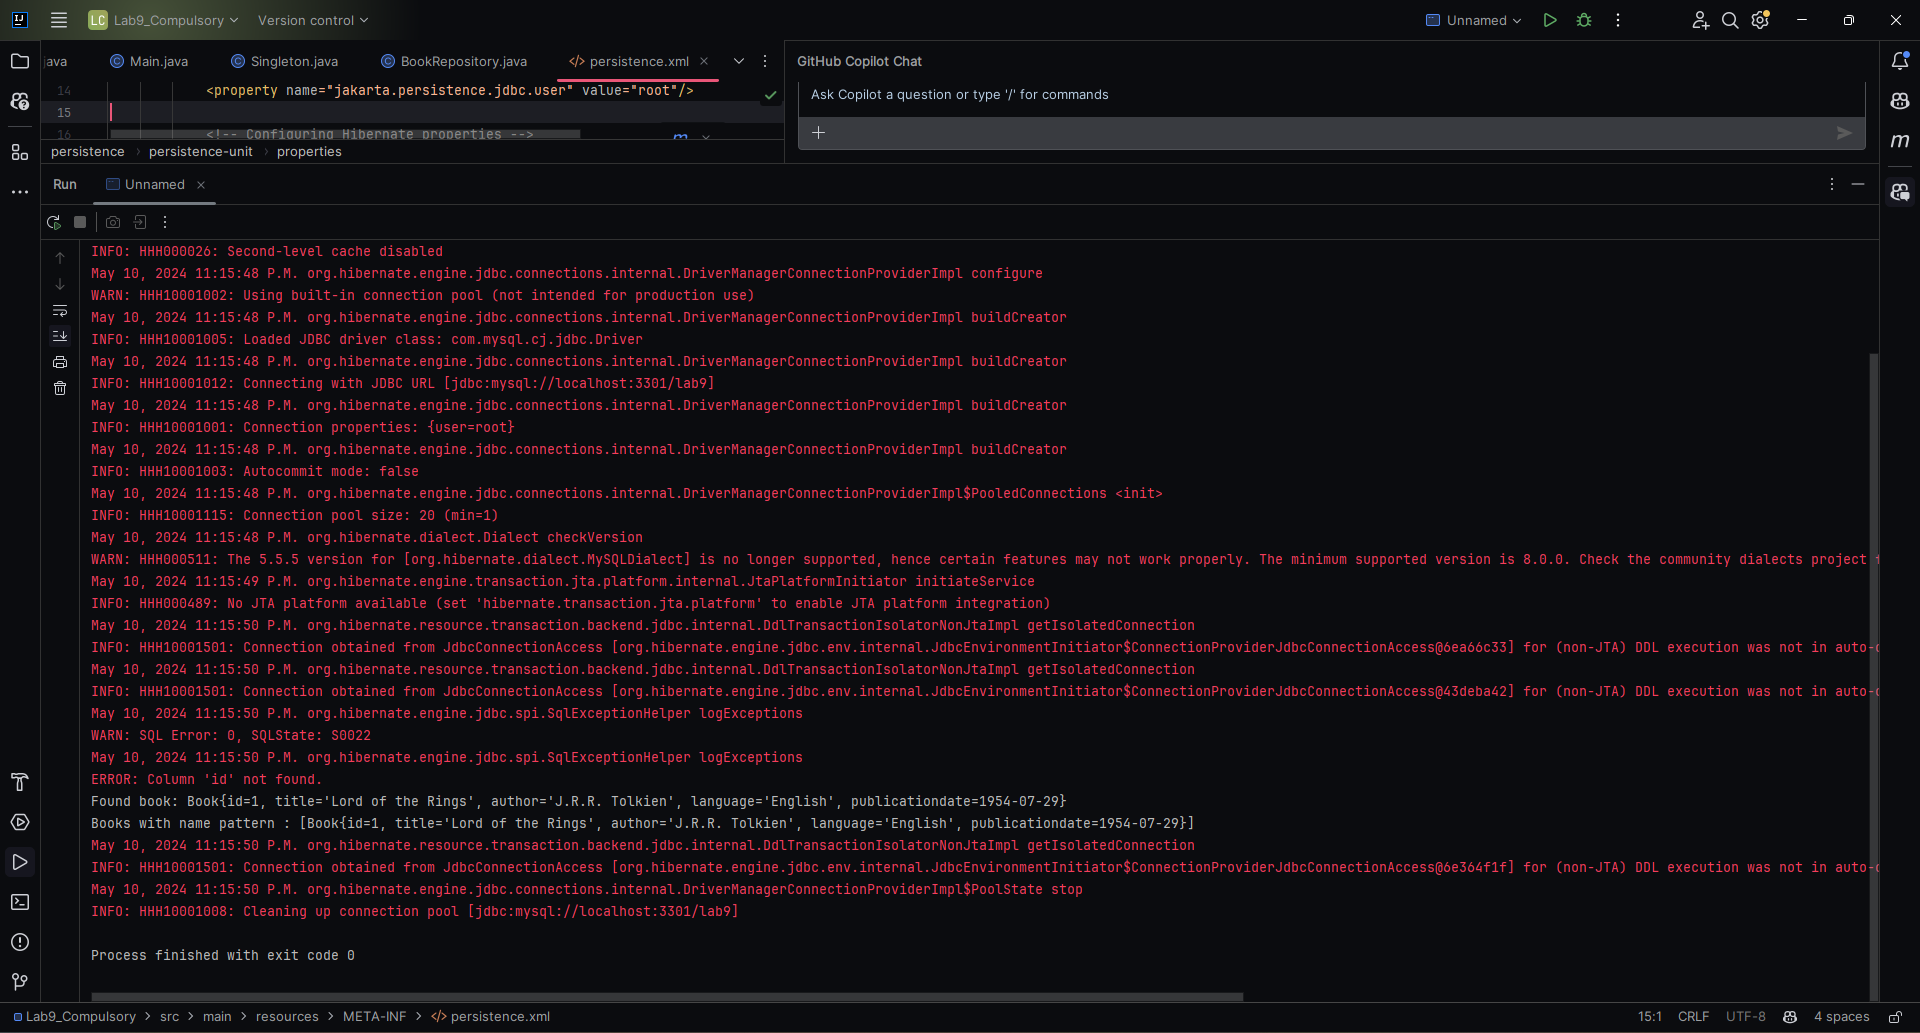 LC Lab9_Compulsory Version control Unnamed
ava Main.java Singleton.java BookRepository.java </> persistence.xml
GitHub Copilot Chat
14 <property name="jakarta.persistence.jdbc.user" value="root"/>
15
16 <!-- Configuring Hibernate properties -->
Ask Copilot a question or type '/' for commands
persistence persistence-unit properties
Run Unnamed
INFO: HHH000026: Second-level cache disabled
May 10, 2024 11:15:48 P.M. org.hibernate.engine.jdbc.connections.internal.DriverManagerConnectionProviderImpl configure
WARN: HHH10001002: Using built-in connection pool (not intended for production use)
May 10, 2024 11:15:48 P.M. org.hibernate.engine.jdbc.connections.internal.DriverManagerConnectionProviderImpl buildCreator
INFO: HHH10001005: Loaded JDBC driver class: com.mysql.cj.jdbc.Driver
May 10, 2024 11:15:48 P.M. org.hibernate.engine.jdbc.connections.internal.DriverManagerConnectionProviderImpl buildCreator
INFO: HHH10001012: Connecting with JDBC URL [jdbc:mysql://localhost:3301/lab9]
May 10, 2024 11:15:48 P.M. org.hibernate.engine.jdbc.connections.internal.DriverManagerConnectionProviderImpl buildCreator
INFO: HHH10001001: Connection properties: {user=root}
May 10, 2024 11:15:48 P.M. org.hibernate.engine.jdbc.connections.internal.DriverManagerConnectionProviderImpl buildCreator
INFO: HHH10001003: Autocommit mode: false
May 10, 2024 11:15:48 P.M. org.hibernate.engine.jdbc.connections.internal.DriverManagerConnectionProviderImpl$PooledConnections <init>
INFO: HHH10001115: Connection pool size: 20 (min=1)
May 10, 2024 11:15:48 P.M. org.hibernate.dialect.Dialect checkVersion
WARN: HHH000511: The 5.5.5 version for [org.hibernate.dialect.MySQLDialect] is no longer supported, hence certain features may not work properly. The minimum supported version is 8.0.0. Check the community dialects project
May 10, 2024 11:15:49 P.M. org.hibernate.engine.transaction.jta.platform.internal.JtaPlatformInitiator initiateService
INFO: HHH000489: No JTA platform available (set 'hibernate.transaction.jta.platform' to enable JTA platform integration)
May 10, 2024 11:15:50 P.M. org.hibernate.resource.transaction.backend.jdbc.internal.DdlTransactionIsolatorNonJtaImpl getIsolatedConnection
INFO: HHH10001501: Connection obtained from JdbcConnectionAccess [org.hibernate.engine.jdbc.env.internal.JdbcEnvironmentInitiator$ConnectionProviderJdbcConnectionAccess@6ea66c33] for (non-JTA) DDL execution was not in auto-
May 10, 2024 11:15:50 P.M. org.hibernate.resource.transaction.backend.jdbc.internal.DdlTransactionIsolatorNonJtaImpl getIsolatedConnection
INFO: HHH10001501: Connection obtained from JdbcConnectionAccess [org.hibernate.engine.jdbc.env.internal.JdbcEnvironmentInitiator$ConnectionProviderJdbcConnectionAccess@43deba42] for (non-JTA) DDL execution was not in auto-
May 10, 2024 11:15:50 P.M. org.hibernate.engine.jdbc.spi.SqlExceptionHelper logExceptions
WARN: SQL Error: 0, SQLState: S0022
May 10, 2024 11:15:50 P.M. org.hibernate.engine.jdbc.spi.SqlExceptionHelper logExceptions
ERROR: Column 'id' not found.
Found book: Book{id=1, title='Lord of the Rings', author='J.R.R. Tolkien', language='English', publicationdate=1954-07-29}
Books with name pattern : [Book{id=1, title='Lord of the Rings', author='J.R.R. Tolkien', language='English', publicationdate=1954-07-29}]
May 10, 2024 11:15:50 P.M. org.hibernate.resource.transaction.backend.jdbc.internal.DdlTransactionIsolatorNonJtaImpl getIsolatedConnection
INFO: HHH10001501: Connection obtained from JdbcConnectionAccess [org.hibernate.engine.jdbc.env.internal.JdbcEnvironmentInitiator$ConnectionProviderJdbcConnectionAccess@6e364f1f] for (non-JTA) DDL execution was not in auto-
May 10, 2024 11:15:50 P.M. org.hibernate.engine.jdbc.connections.internal.DriverManagerConnectionProviderImpl$PoolState stop
INFO: HHH10001008: Cleaning up connection pool [jdbc:mysql://localhost:3301/lab9]
Process finished with exit code 0
Lab9_Compulsory > src > main > resources > META-INF > </> persistence.xml 15:1 CRLF UTF-8 4 spaces